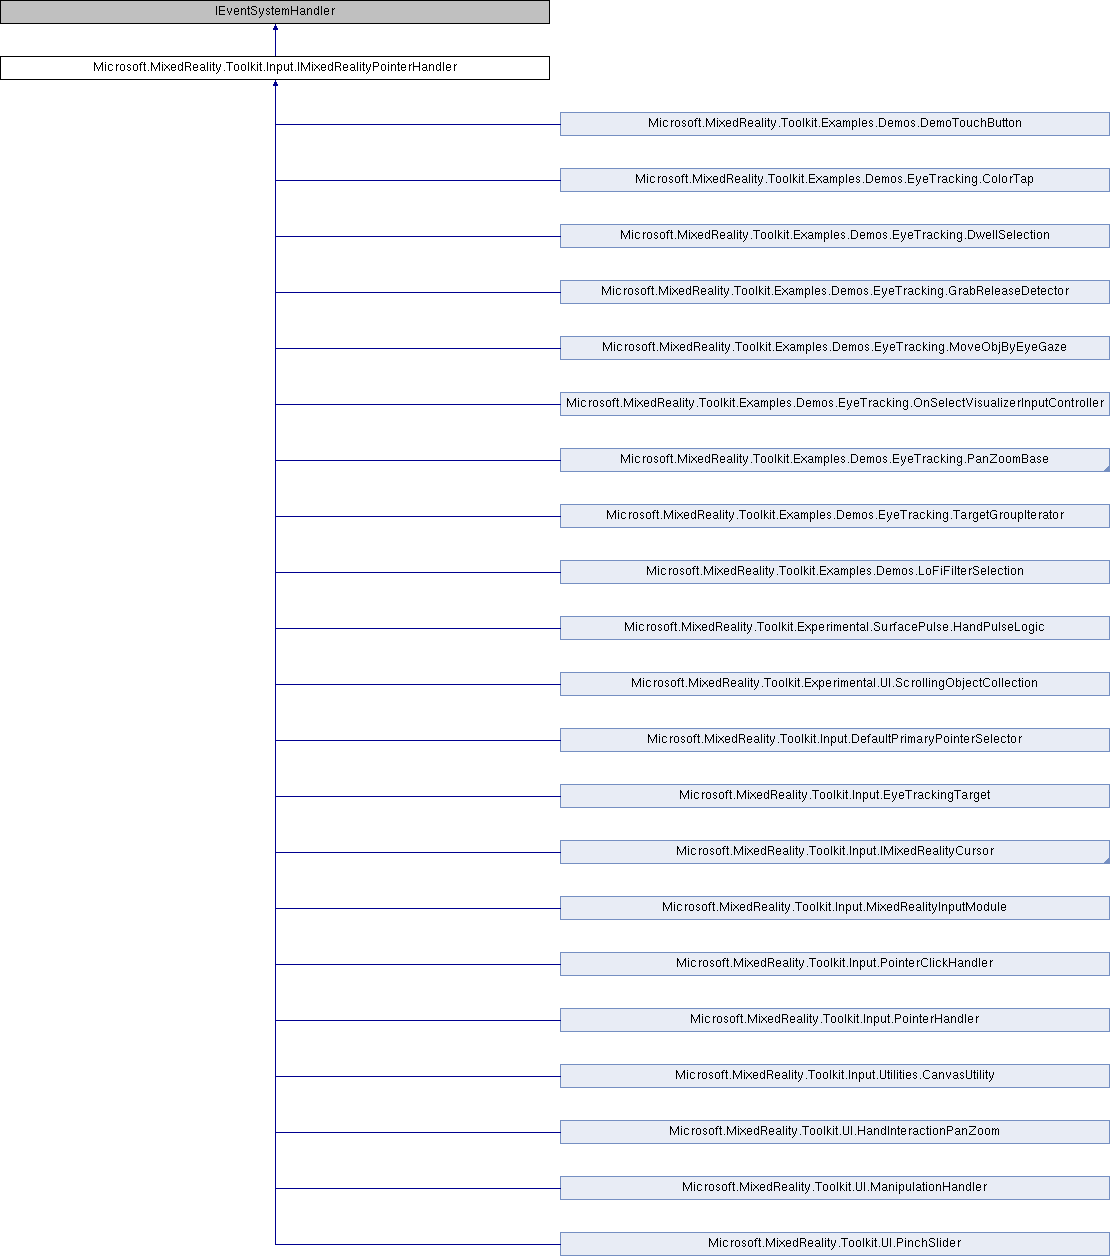 IEventSystemHandler
Microsoft.MixedReality.Toolkit.Input.IMixedRealityPointerHandler
Microsoft.MixedReality.Toolkit.Examples.Demos.DemoTouchButton
Microsoft.MixedReality.Toolkit.Examples.Demos.EyeTracking.ColorTap
Microsoft.MixedReality.Toolkit.Examples.Demos.EyeTracking.DwellSelection
Microsoft.MixedReality.Toolkit.Examples.Demos.EyeTracking.GrabReleaseDetector
Microsoft.MixedReality.Toolkit.Examples.Demos.EyeTracking.MoveObjByEyeGaze
Microsoft.MixedReality.Toolkit.Examples.Demos.EyeTracking.OnSelectVisualizerInputController
Microsoft.MixedReality.Toolkit.Examples.Demos.EyeTracking.PanZoomBase
Microsoft.MixedReality.Toolkit.Examples.Demos.EyeTracking.TargetGroupIterator
Microsoft.MixedReality.Toolkit.Examples.Demos.LoFiFilterSelection
Microsoft.MixedReality.Toolkit.Experimental.SurfacePulse.HandPulseLogic
Microsoft.MixedReality.Toolkit.Experimental.UI.ScrollingObjectCollection
Microsoft.MixedReality.Toolkit.Input.DefaultPrimaryPointerSelector
Microsoft.MixedReality.Toolkit.Input.EyeTrackingTarget
Microsoft.MixedReality.Toolkit.Input.IMixedRealityCursor
Microsoft.MixedReality.Toolkit.Input.MixedRealityInputModule
Microsoft.MixedReality.Toolkit.Input.PointerClickHandler
Microsoft.MixedReality.Toolkit.Input.PointerHandler
Microsoft.MixedReality.Toolkit.Input.Utilities.CanvasUtility
Microsoft.MixedReality.Toolkit.UI.HandInteractionPanZoom
Microsoft.MixedReality.Toolkit.UI.ManipulationHandler
Microsoft.MixedReality.Toolkit.UI.PinchSlider